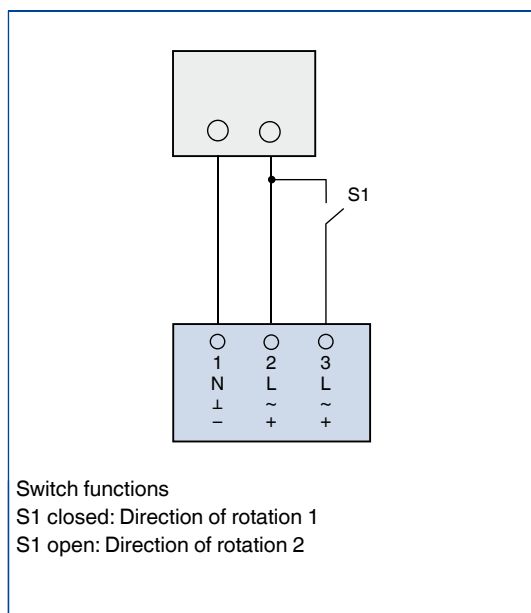 S1
1 2 3
N L L
⊥ ~ ~
– + +
Switch functions
S1 closed: Direction of rotation 1
S1 open: Direction of rotation 2